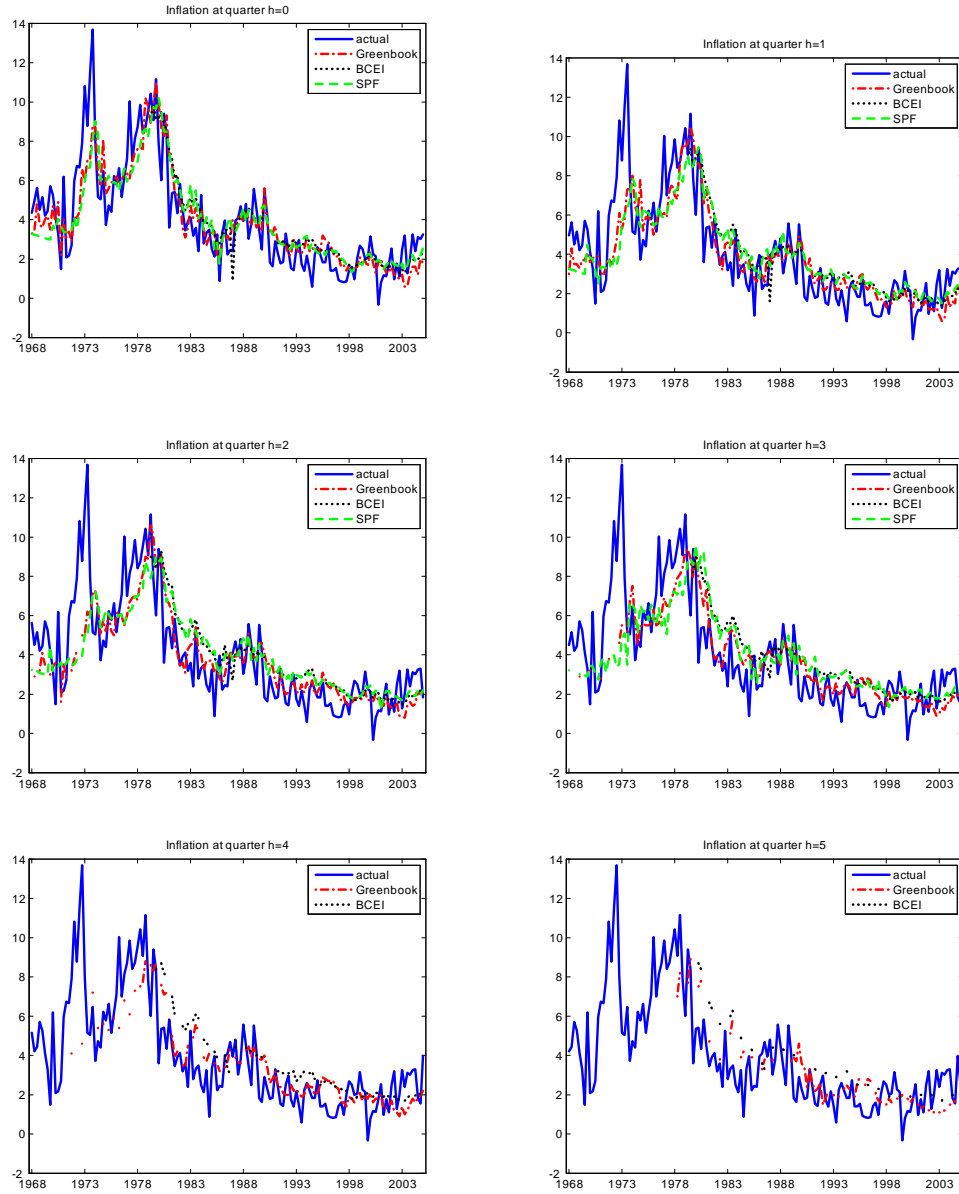 Inflation at quarter h=0
14
12
10
8
6
4
2
0
-2
1968 1973 1978 1983 1988 1993 1998 2003
actual
Greenbook
BCEI
SPF
Inflation at quarter h=1
14
12
10
8
6
4
2
0
-2
1968 1973 1978 1983 1988 1993 1998 2003
actual
Greenbook
BCEI
SPF
Inflation at quarter h=2
14
12
10
8
6
4
2
0
-2
1968 1973 1978 1983 1988 1993 1998 2003
actual
Greenbook
BCEI
SPF
Inflation at quarter h=3
14
12
10
8
6
4
2
0
-2
1968 1973 1978 1983 1988 1993 1998 2003
actual
Greenbook
BCEI
SPF
Inflation at quarter h=4
14
12
10
8
6
4
2
0
-2
1968 1973 1978 1983 1988 1993 1998 2003
actual
Greenbook
BCEI
Inflation at quarter h=5
14
12
10
8
6
4
2
0
-2
1968 1973 1978 1983 1988 1993 1998 2003
actual
Greenbook
BCEI